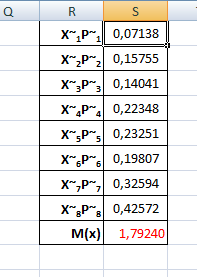 Q R S
X~₁P~₁ 0,07138
X~₂P~₂ 0,15755
X~₃P~₃ 0,14041
X~₄P~₄ 0,22348
X~₅P~₅ 0,23251
X~₆P~₆ 0,19807
X~₇P~₇ 0,32594
X~₈P~₈ 0,42572
M(x) 1,79240